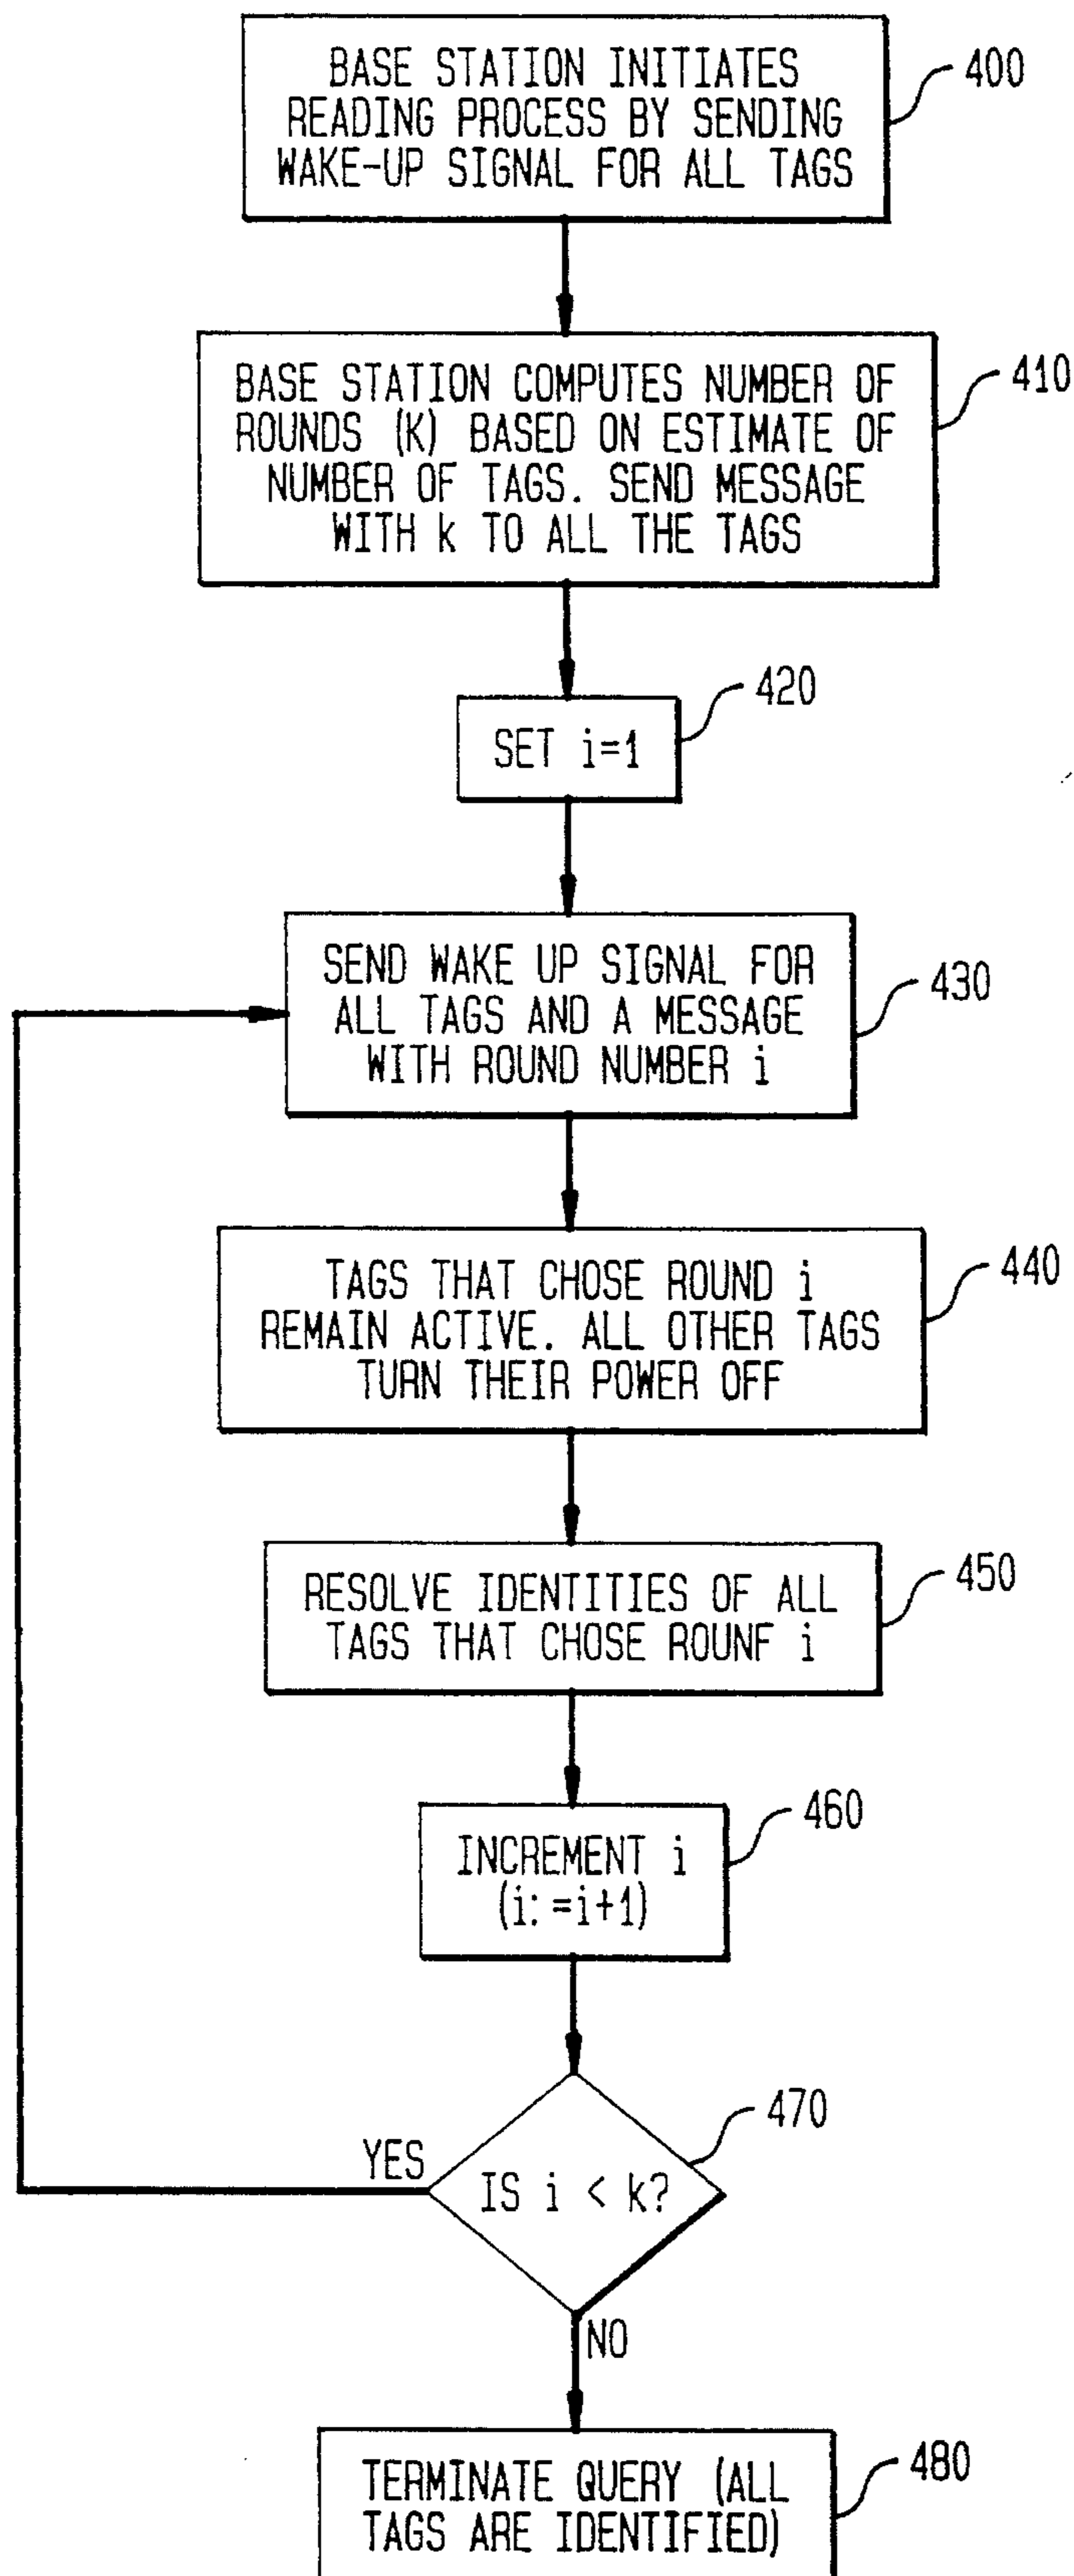 BASE STATION INITIATES
READING PROCESS BY SENDING
WAKE-UP SIGNAL FOR ALL TAGS
400
BASE STATION COMPUTES NUMBER OF
ROUNDS (K) BASED ON ESTIMATE OF
NUMBER OF TAGS. SEND MESSAGE
WITH k TO ALL THE TAGS
410
SET i=1
420
SEND WAKE UP SIGNAL FOR
ALL TAGS AND A MESSAGE
WITH ROUND NUMBER i
430
TAGS THAT CHOSE ROUND i
REMAIN ACTIVE. ALL OTHER TAGS
TURN THEIR POWER OFF
440
RESOLVE IDENTITIES OF ALL
TAGS THAT CHOSE ROUNF i
450
INCREMENT i
(i:=i+1)
460
IS i < k?
470
YES
NO
TERMINATE QUERY (ALL
TAGS ARE IDENTIFIED)
480